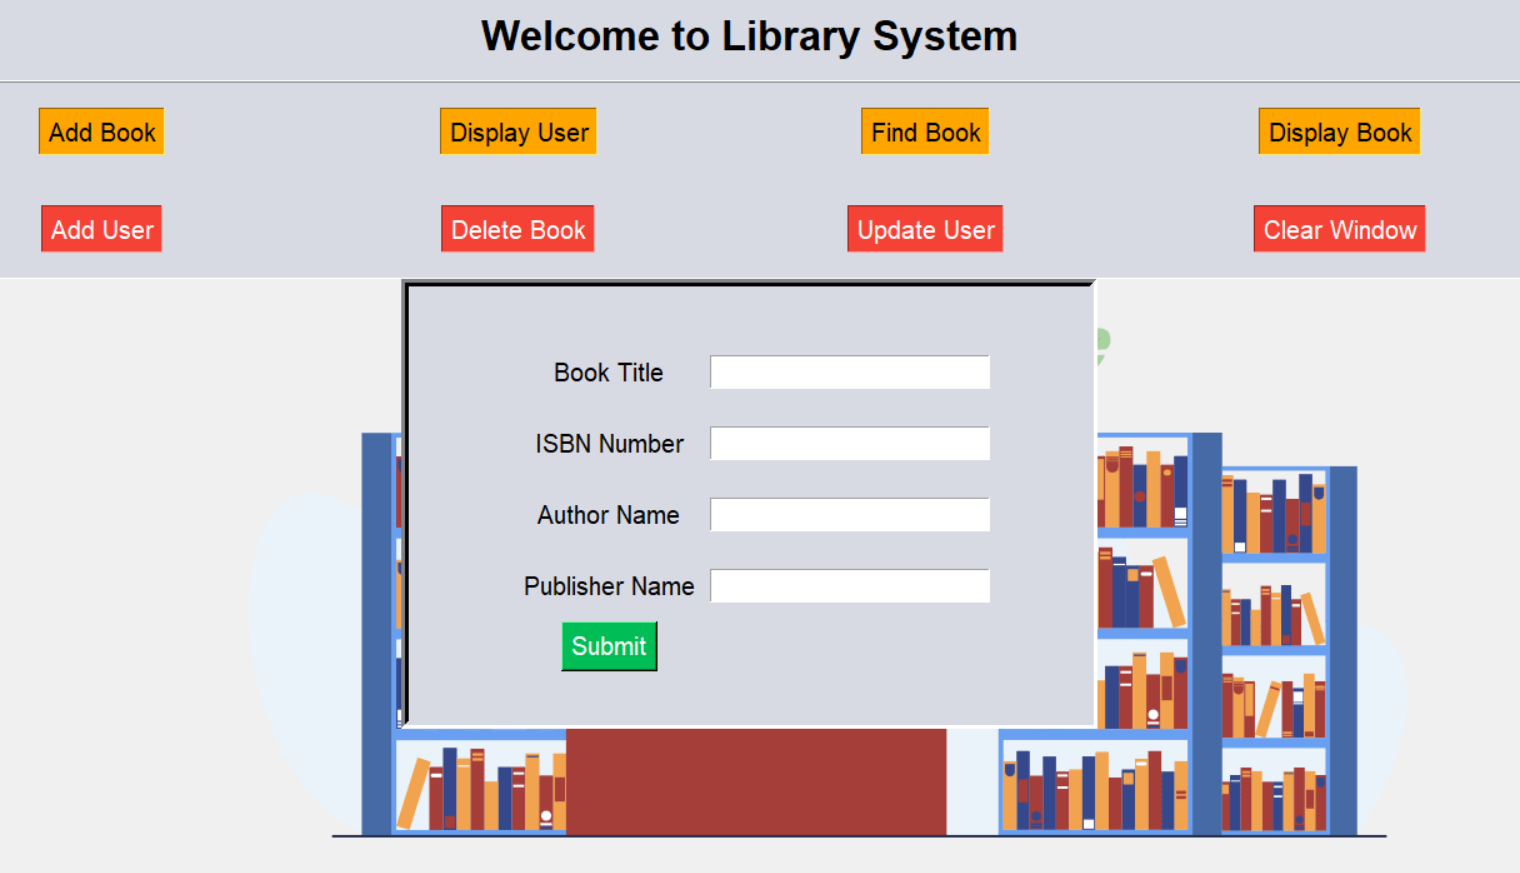 Welcome to Library System
Add Book
Display User
Find Book
Display Book
Add User
Delete Book
Update User
Clear Window
Book Title
ISBN Number
Author Name
Publisher Name
Submit